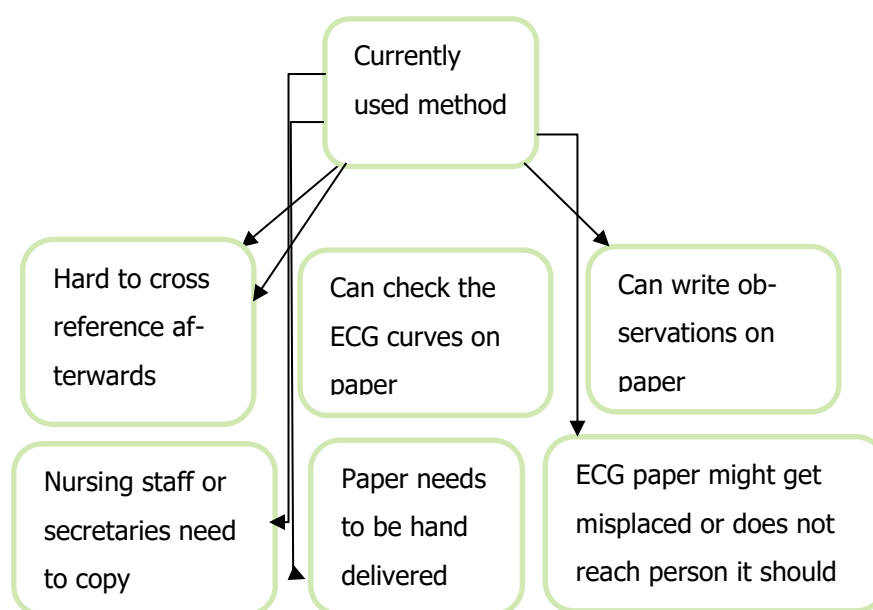 Currently
used method
Hard to cross
reference af-
terwards
Can check the
ECG curves on
paper
Can write ob-
servations on
paper
Nursing staff or
secretaries need
to copy
Paper needs
to be hand
delivered
ECG paper might get
misplaced or does not
reach person it should